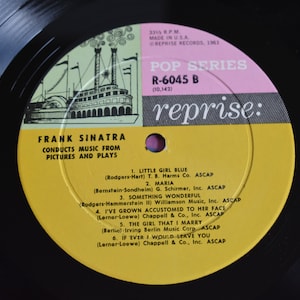 33⅓ R.P.M.
MADE IN U.S.A.
© REPRISE RECORDS, 1963
POP SERIES
R-6045 B
(10,142)
reprise:
FRANK SINATRA
CONDUCTS MUSIC FROM
PICTURES AND PLAYS
1. LITTLE GIRL BLUE
(Rodgers-Hart) T. B. Harms Co. ASCAP
2. MARIA
(Bernstein-Sondheim) G. Schirmer, Inc. ASCAP
3. SOMETHING WONDERFUL
(Rodgers-Hammerstein II) Williamson Music, Inc. ASCAP
4. I'VE GROWN ACCUSTOMED TO HER FACE
(Lerner-Loewe) Chappell & Co., Inc. ASCAP
5. THE GIRL THAT I MARRY
(Berlin) Irving Berlin Music Corp. ASCAP
6. IF EVER I WOULD LEAVE YOU
(Lerner-Loewe) Chappell & Co., Inc. ASCAP